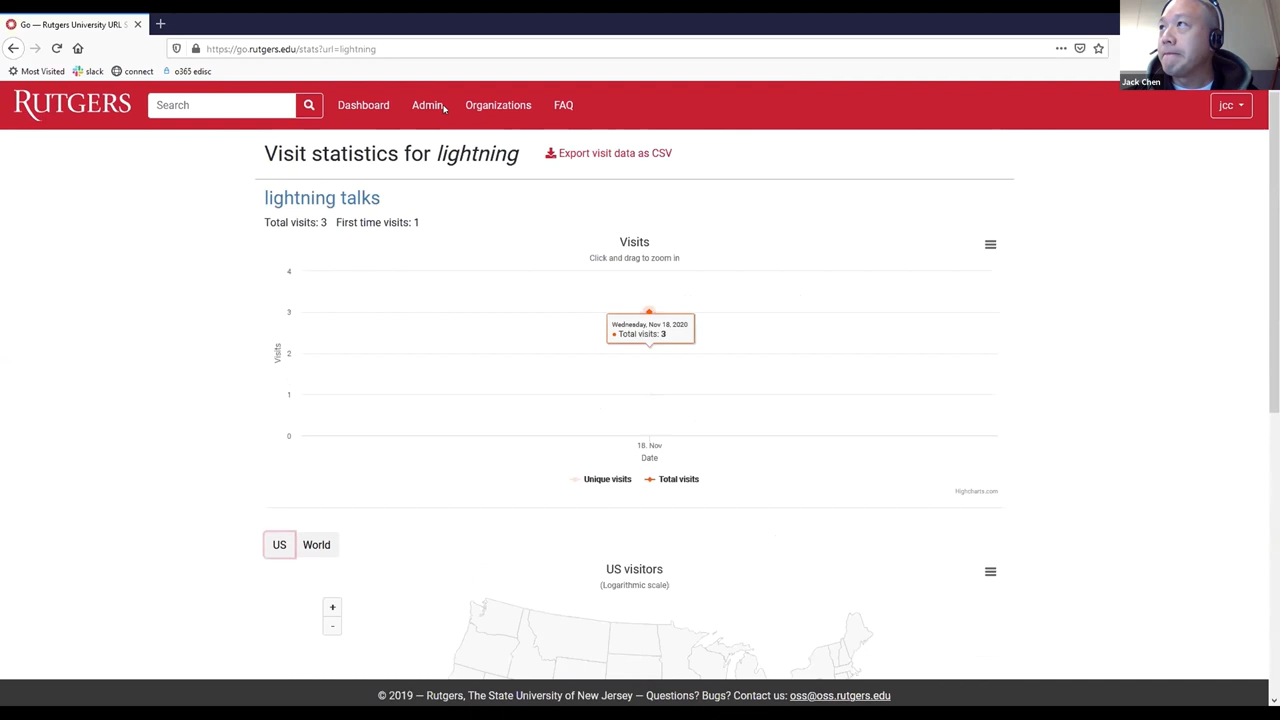 Go — Rutgers University URL S
https://go.rutgers.edu/stats?url=lightning
Most Visited slack connect o365 edisc
Jack Chen
RUTGERS Search Dashboard Admin Organizations FAQ jcc
Visit statistics for lightning Export visit data as CSV
lightning talks
Total visits: 3 First time visits: 1
Visits
Click and drag to zoom in
4
3
2
1
0
Visits
Wednesday, Nov 18, 2020
Total visits: 3
18. Nov
Date
Unique visits Total visits
Highcharts.com
US World
US visitors
(Logarithmic scale)
+
-
© 2019 — Rutgers, The State University of New Jersey — Questions? Bugs? Contact us: oss@oss.rutgers.edu